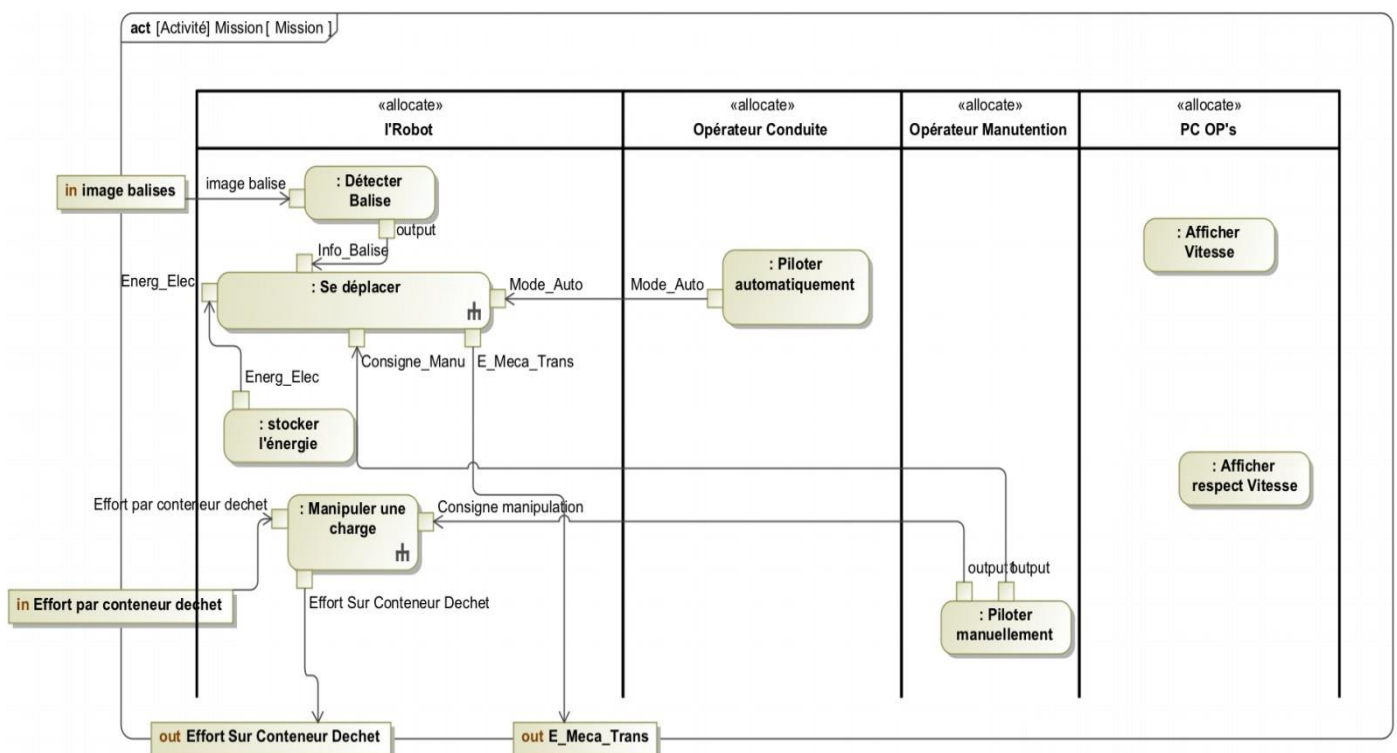 act [Activité] Mission [ Mission ]
«allocate»
l'Robot
«allocate»
Opérateur Conduite
«allocate»
Opérateur Manutention
«allocate»
PC OP's
in image balises
image balise
: Détecter
Balise
output
Info_Balise
Energ_Elec
: Se déplacer
Mode_Auto
Mode_Auto
: Piloter
automatiquement
: Afficher
Vitesse
Consigne_Manu
E_Meca_Trans
Energ_Elec
: stocker
l'énergie
: Afficher
respect Vitesse
Effort par conteneur dechet
: Manipuler une
charge
Consigne manipulation
output
output
in Effort par conteneur dechet
Effort Sur Conteneur Dechet
: Piloter
manuellement
out Effort Sur Conteneur Dechet
out E_Meca_Trans